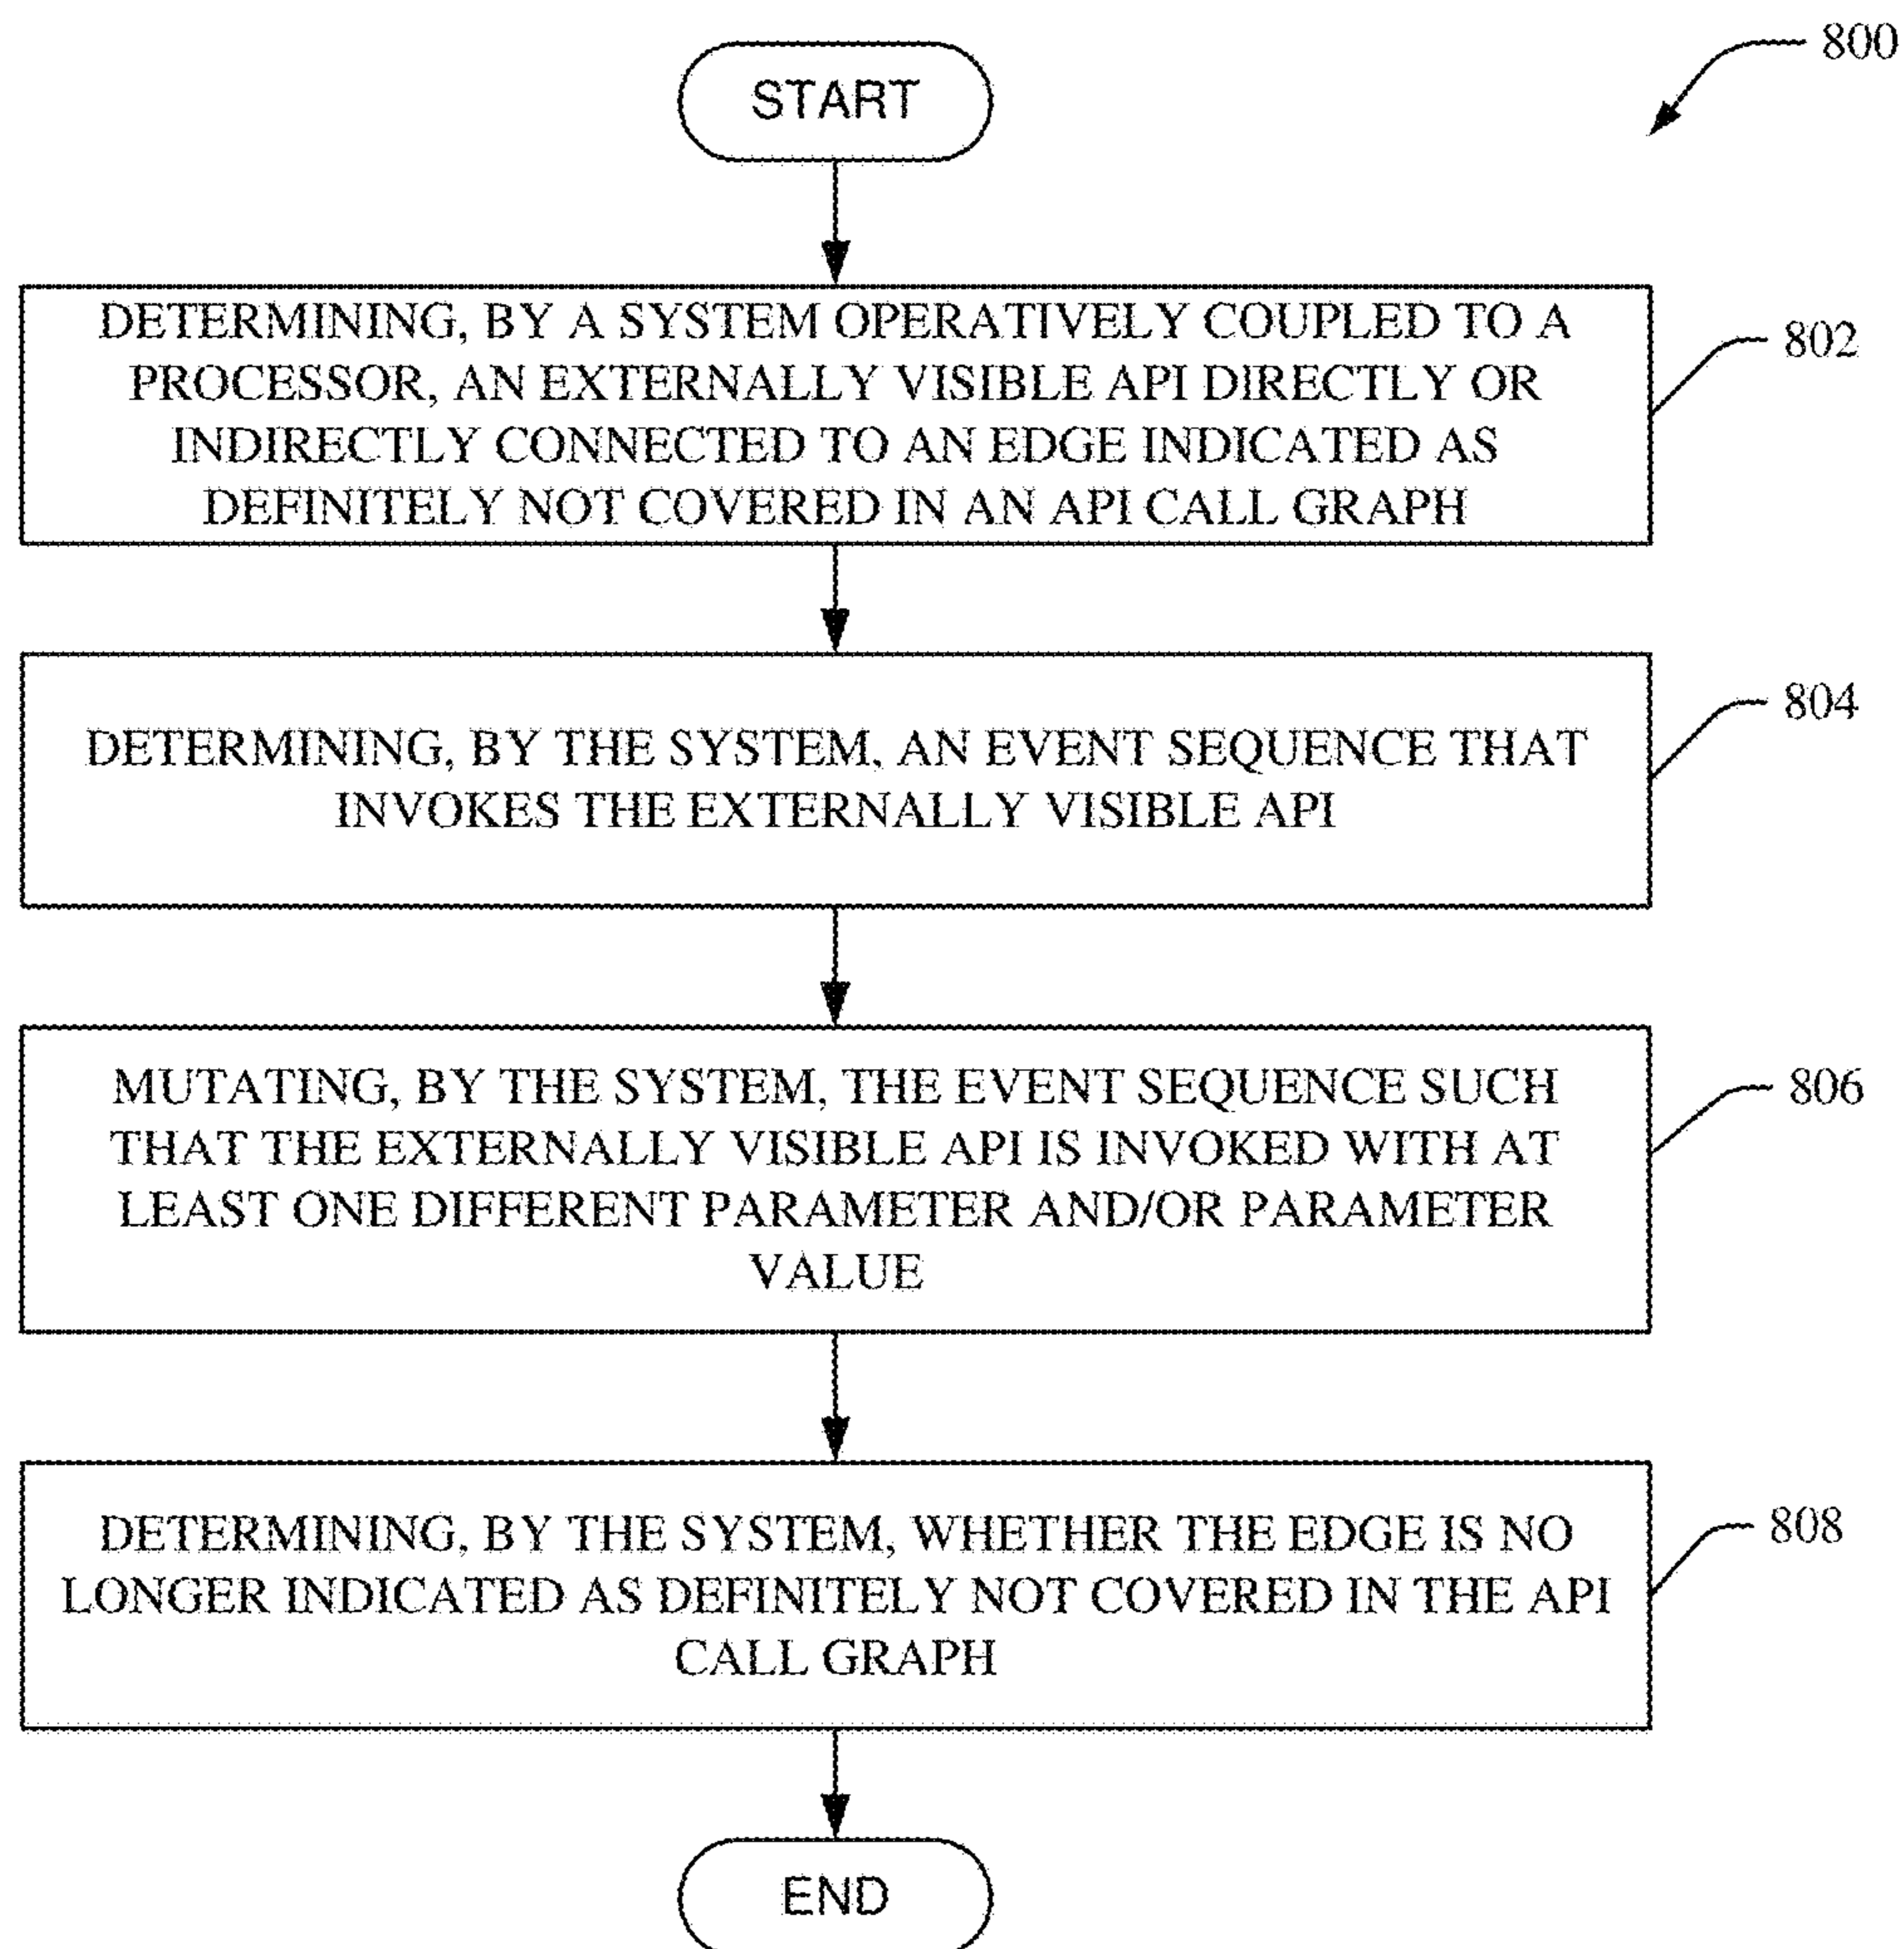 800
START
DETERMINING, BY A SYSTEM OPERATIVELY COUPLED TO A
PROCESSOR, AN EXTERNALLY VISIBLE API DIRECTLY OR
INDIRECTLY CONNECTED TO AN EDGE INDICATED AS
DEFINITELY NOT COVERED IN AN API CALL GRAPH
802
DETERMINING, BY THE SYSTEM, AN EVENT SEQUENCE THAT
INVOKES THE EXTERNALLY VISIBLE API
804
MUTATING, BY THE SYSTEM, THE EVENT SEQUENCE SUCH
THAT THE EXTERNALLY VISIBLE API IS INVOKED WITH AT
LEAST ONE DIFFERENT PARAMETER AND/OR PARAMETER
VALUE
806
DETERMINING, BY THE SYSTEM, WHETHER THE EDGE IS NO
LONGER INDICATED AS DEFINITELY NOT COVERED IN THE API
CALL GRAPH
808
END